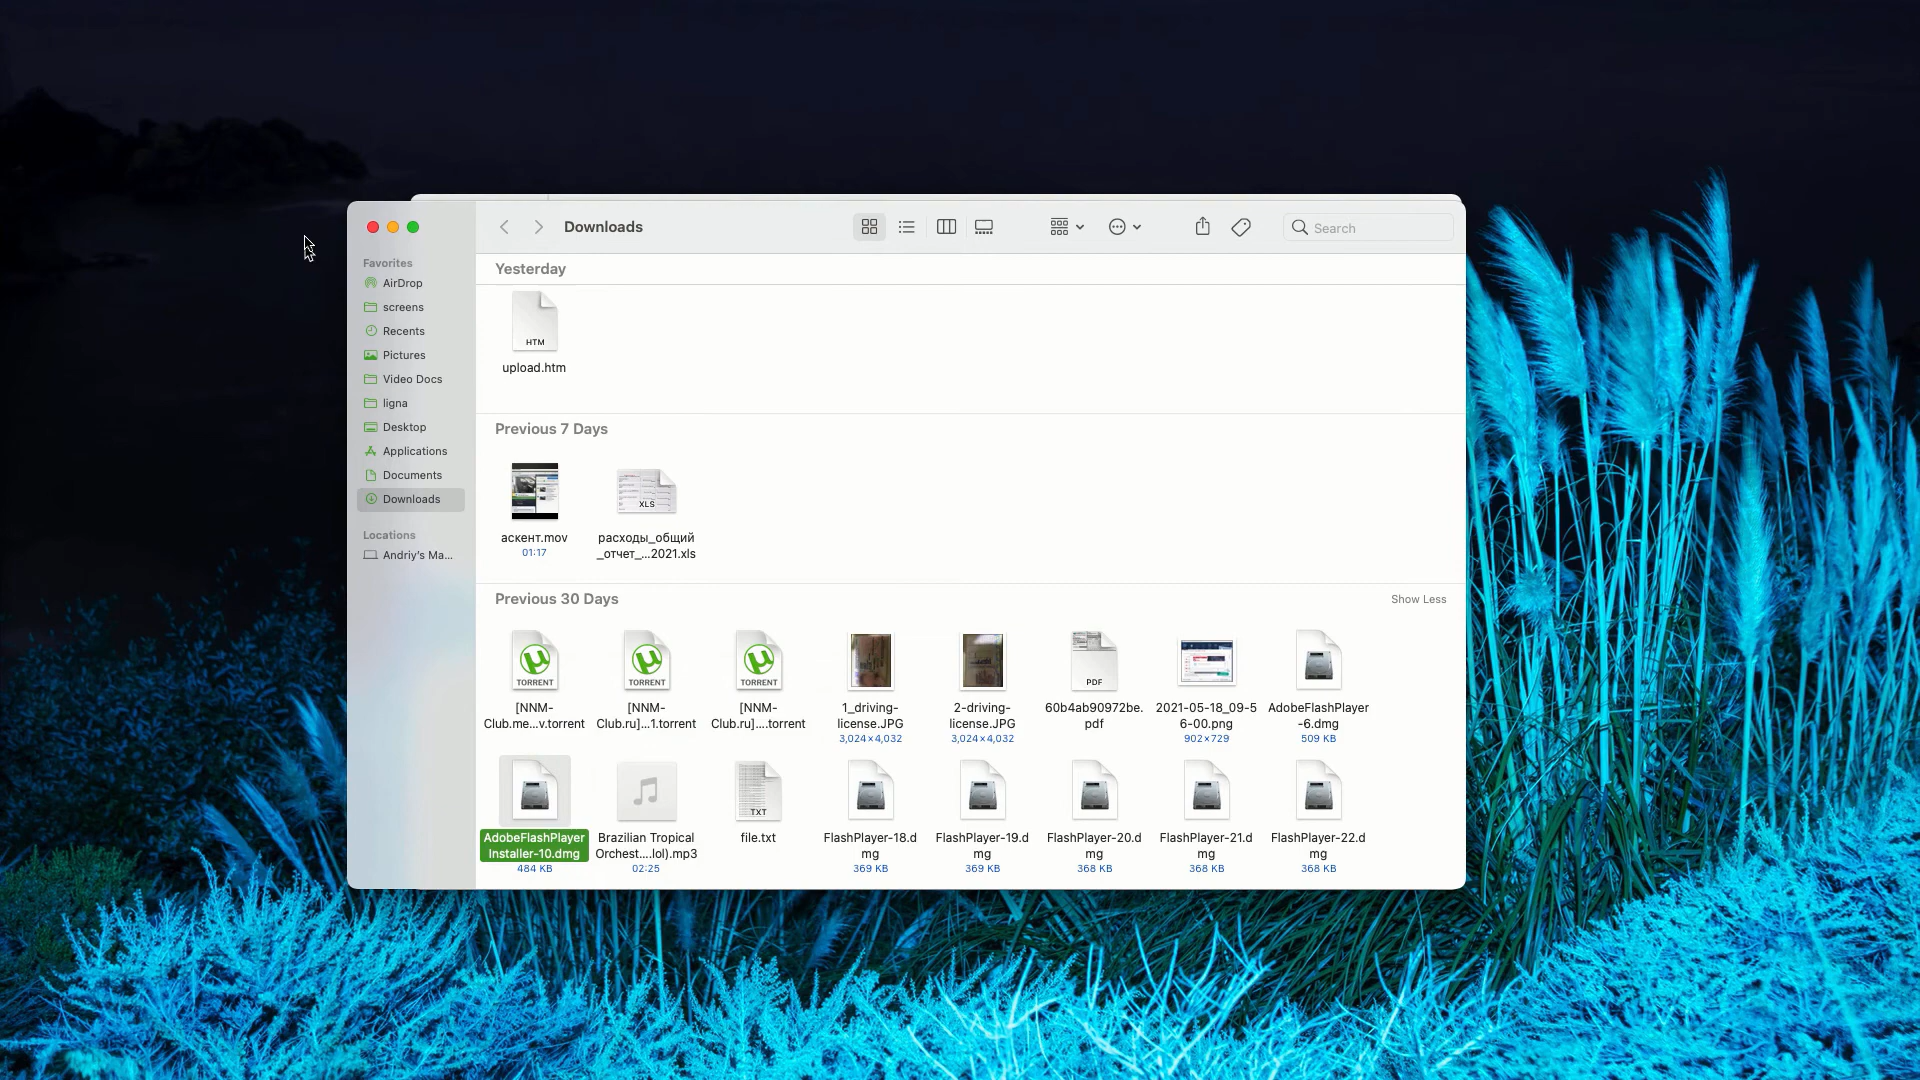 Downloads
Search
Favorites
AirDrop
screens
Recents
Pictures
Video Docs
ligna
Desktop
Applications
Documents
Downloads
Locations
Andriy's Ma...
Yesterday
HTM
upload.htm
Previous 7 Days
XLS
аскент.mov
расходы_общий
01:17
_отчет_...2021.xls
Previous 30 Days
Show Less
TORRENT
TORRENT
TORRENT
PDF
[NNM-
Club.me...v.torrent
[NNM-
Club.ru]...1.torrent
[NNM-
Club.ru]....torrent
1_driving-
license.JPG
3,024×4,032
2-driving-
license.JPG
3,024×4,032
60b4ab90972be.
pdf
2021-05-18_09-5
6-00.png
902×729
AdobeFlashPlayer
-6.dmg
509 KB
AdobeFlashPlayer
Installer-10.dmg
484 KB
Brazilian Tropical
Orchest....lol).mp3
02:25
TXT
file.txt
FlashPlayer-18.d
mg
369 KB
FlashPlayer-19.d
mg
369 KB
FlashPlayer-20.d
mg
368 KB
FlashPlayer-21.d
mg
368 KB
FlashPlayer-22.d
mg
368 KB